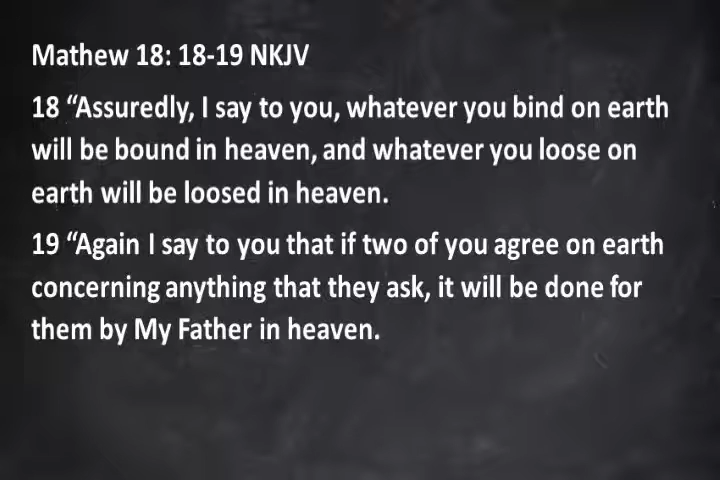 Mathew 18: 18-19 NKJV
18 “Assuredly, I say to you, whatever you bind on earth
will be bound in heaven, and whatever you loose on
earth will be loosed in heaven.
19 “Again I say to you that if two of you agree on earth
concerning anything that they ask, it will be done for
them by My Father in heaven.